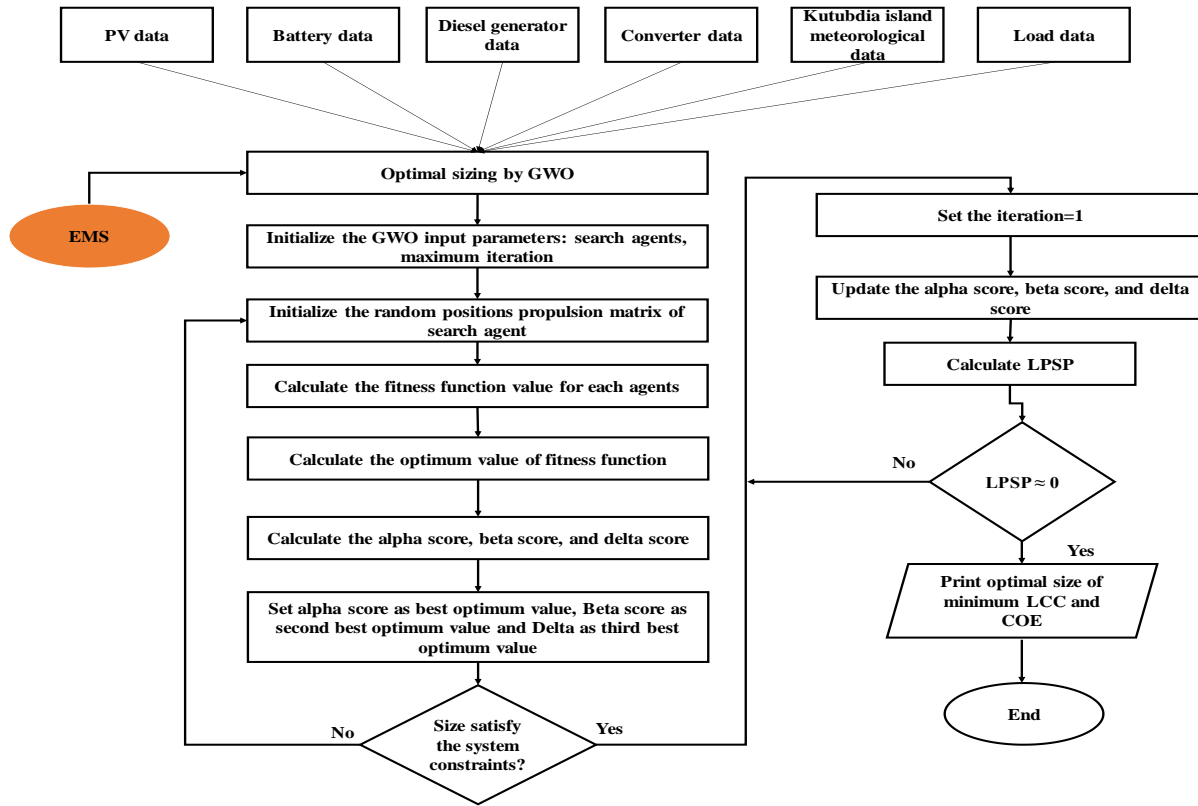 PV data
Battery data
Diesel generator
data
Converter data
Kutubdia island
meteorological
data
Load data
Optimal sizing by GWO
EMS
Initialize the GWO input parameters: search agents,
maximum iteration
Initialize the random positions propulsion matrix of
search agent
Calculate the fitness function value for each agents
Calculate the optimum value of fitness function
Calculate the alpha score, beta score, and delta score
Set alpha score as best optimum value, Beta score as
second best optimum value and Delta as third best
optimum value
No
Size satisfy
the system
constraints?
Yes
Set the iteration=1
Update the alpha score, beta score, and delta
score
Calculate LPSP
No
LPSP ≈ 0
Yes
Print optimal size of
minimum LCC and
COE
End